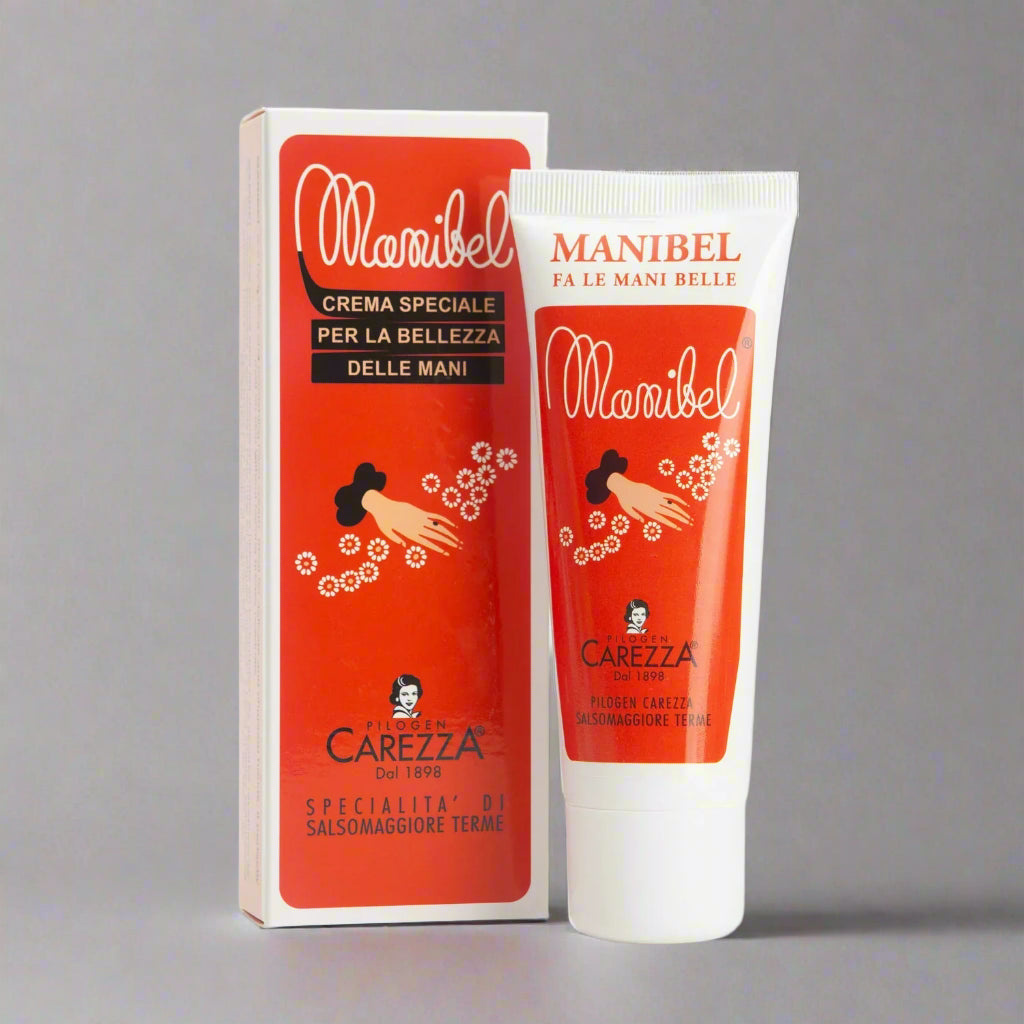 Manibel
CREMA SPECIALE
PER LA BELLEZZA
DELLE MANI
PILOGEN
CAREZZA®
Dal 1898
SPECIALITA' DI
SALSOMAGGIORE TERME
MANIBEL
FA LE MANI BELLE
Manibel®
PILOGEN
CAREZZA®
Dal 1898
PILOGEN CAREZZA
SALSOMAGGIORE TERME